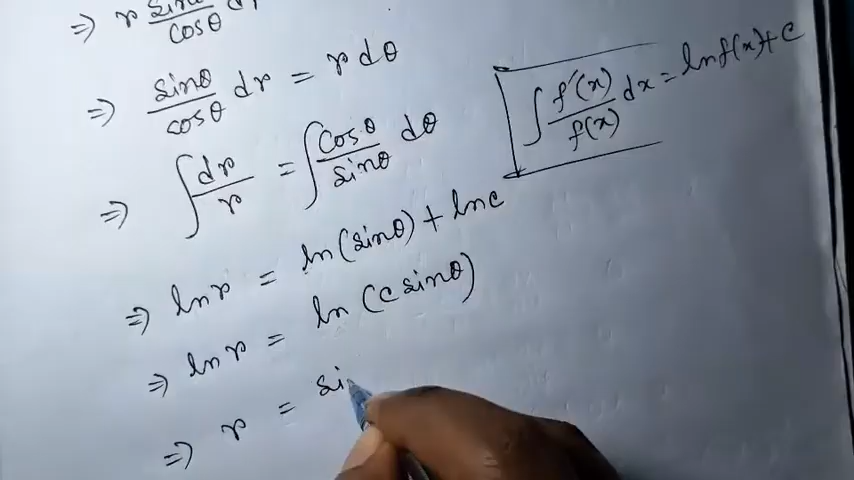 ⇒ r sinθ/cosθ dr
⇒ sinθ/cosθ dr = r dθ
⇒ ∫ dr/r = ∫ cosθ/sinθ dθ
∫ f'(x)/f(x) dx = ln f(x) + c
⇒ ln r = ln (sinθ) + ln c
⇒ ln r = ln (c sinθ)
⇒ r = si